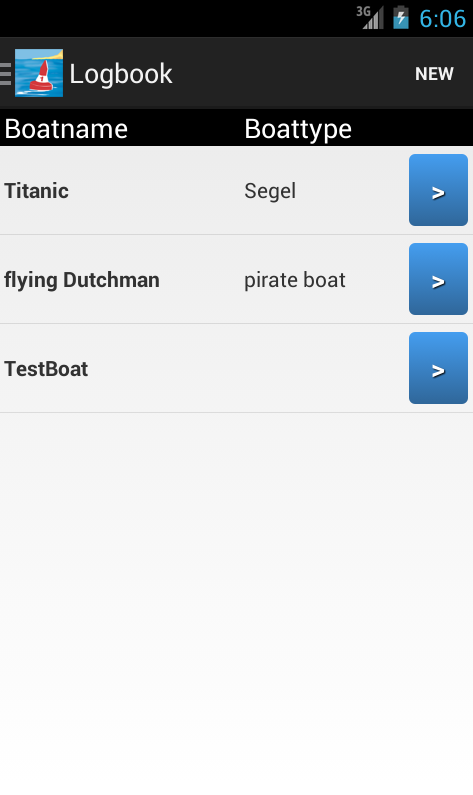 3G 6:06
Logbook NEW
Boatname Boattype
Titanic Segel >
flying Dutchman pirate boat >
TestBoat >